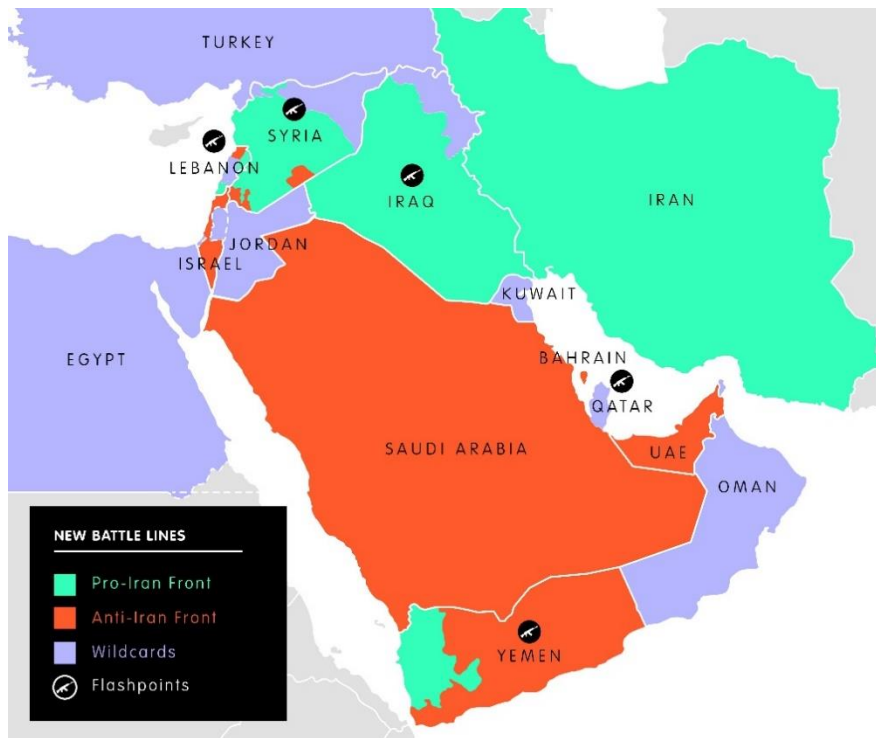 TURKEY
SYRIA
LEBANON
IRAQ
IRAN
JORDAN
ISRAEL
KUWAIT
EGYPT
BAHRAIN
QATAR
SAUDI ARABIA
UAE
OMAN
YEMEN
NEW BATTLE LINES
Pro-Iran Front
Anti-Iran Front
Wildcards
Flashpoints